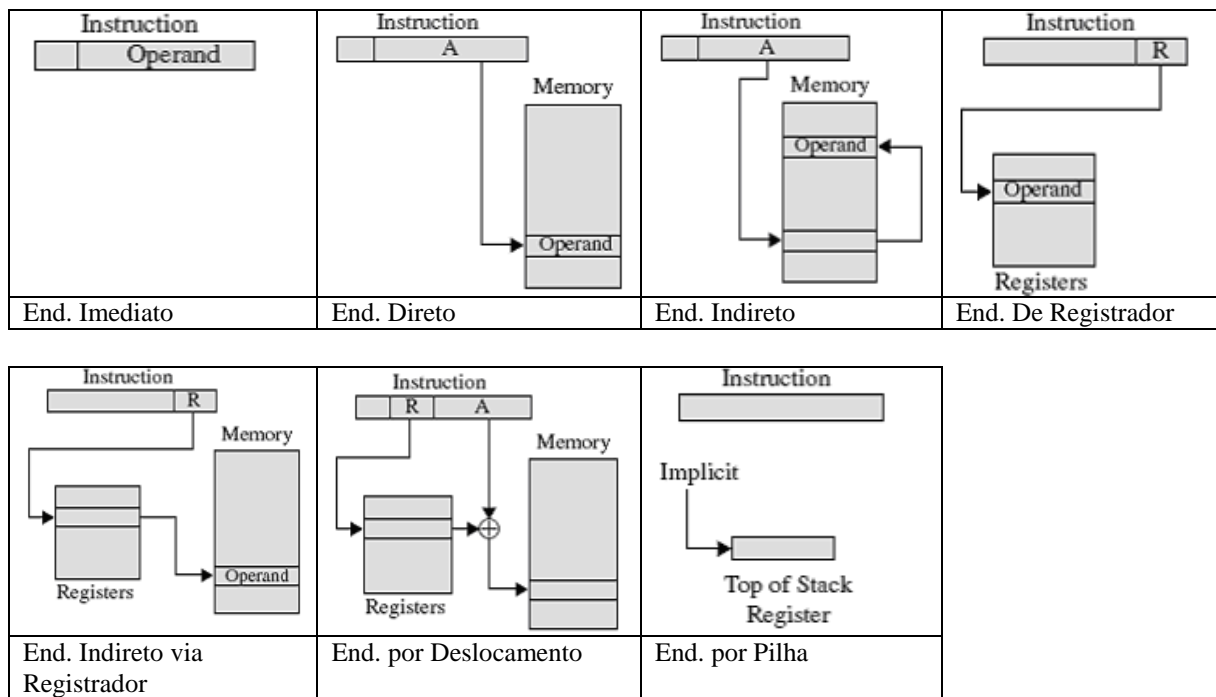 Instruction
Operand
End. Imediato
Instruction
A
Memory
Operand
End. Direto
Instruction
A
Memory
Operand
End. Indireto
Instruction
R
Operand
Registers
End. De Registrador
Instruction
R
Memory
Operand
Registers
End. Indireto via
Registrador
Instruction
R A
Memory
Registers
End. por Deslocamento
Instruction
Implicit
Top of Stack
Register
End. por Pilha